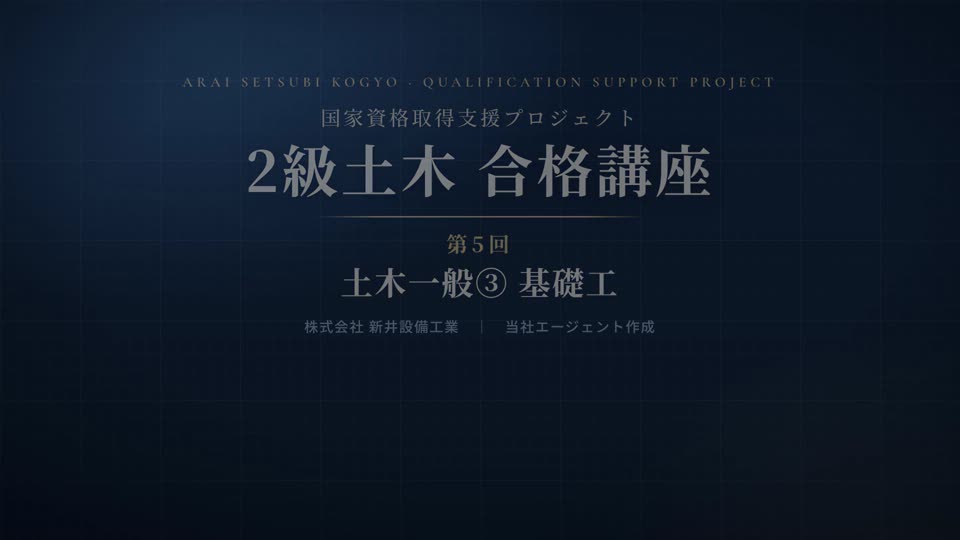 ARAI SETSUBI KOGYO · QUALIFICATION SUPPORT PROJECT
国家資格取得支援プロジェクト
2級土木 合格講座
第5回
土木一般③ 基礎工
株式会社 新井設備工業 | 当社エージェント作成